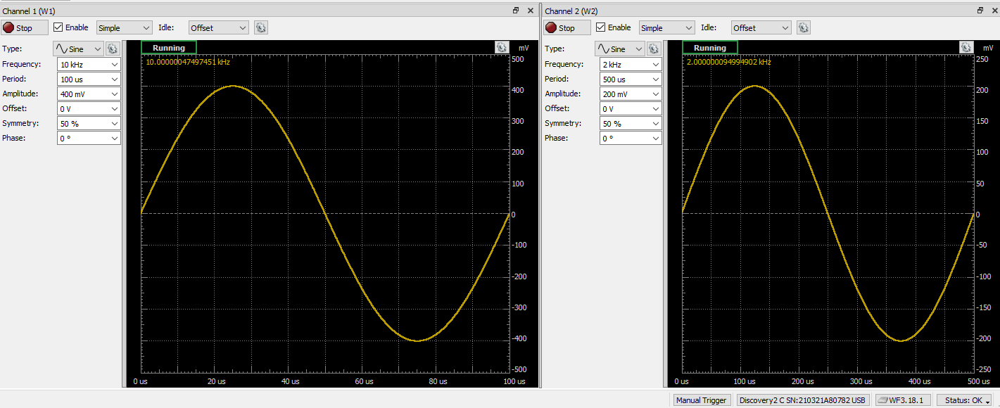 Channel 1 (W1)
Stop Enable Simple Idle: Offset
Type: Sine
Frequency: 10 kHz
Period: 100 us
Amplitude: 400 mV
Offset: 0 V
Symmetry: 50 %
Phase: 0 °
Running mV
10.00000047497451 kHz
500
400
300
200
100
0
-100
-200
-300
-400
-500
0 us 20 us 40 us 60 us 80 us 100 us
Channel 2 (W2)
Stop Enable Simple Idle: Offset
Type: Sine
Frequency: 2 kHz
Period: 500 us
Amplitude: 200 mV
Offset: 0 V
Symmetry: 50 %
Phase: 0 °
Running mV
2.000000094994902 kHz
250
200
150
100
50
0
-50
-100
-150
-200
-250
0 us 100 us 200 us 300 us 400 us 500 us
Manual Trigger Discovery2 C SN:210321A80782 USB WF3.18.1 Status: OK